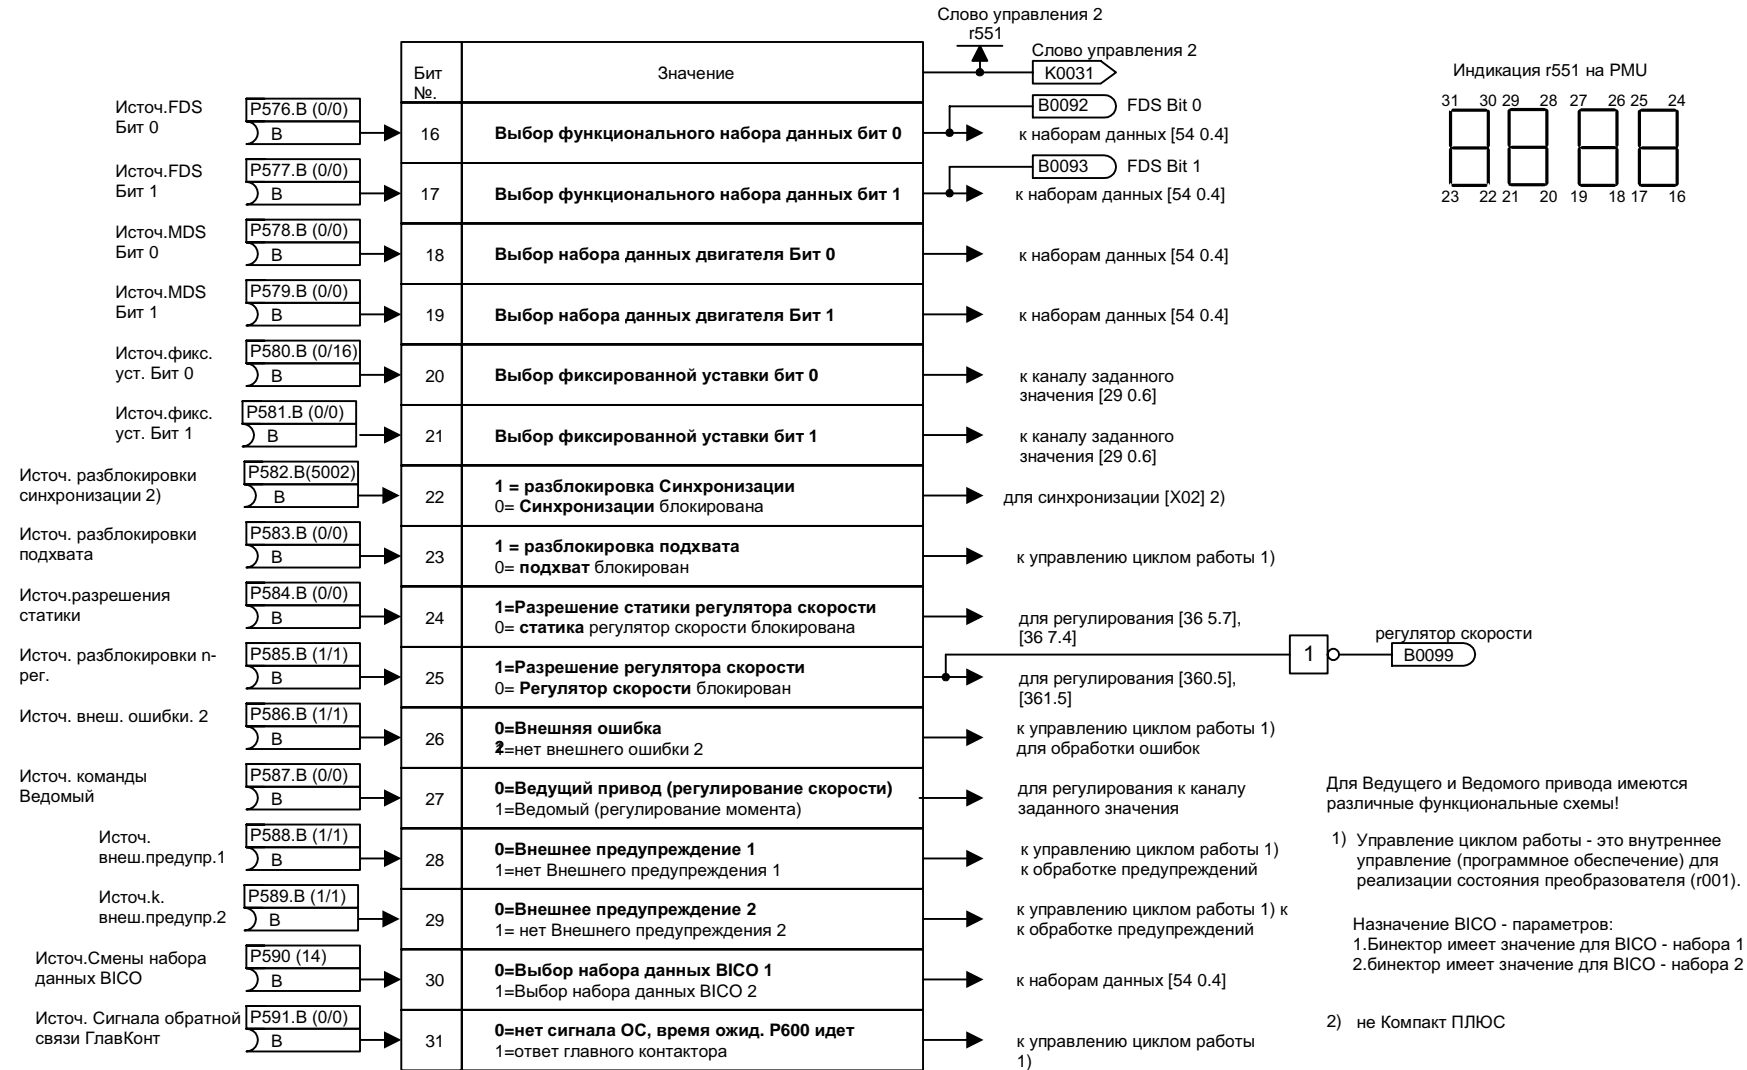 Слово управления 2
r551
Слово управления 2
K0031
Бит №.
Значение
Индикация r551 на PMU
31 30 29 28 27 26 25 24
23 22 21 20 19 18 17 16
Источ.FDS
Бит 0
P576.B (0/0)
B
16
Выбор функционального набора данных бит 0
B0092
FDS Bit 0
к наборам данных [54 0.4]
Источ.FDS
Бит 1
P577.B (0/0)
B
17
Выбор функционального набора данных бит 1
B0093
FDS Bit 1
к наборам данных [54 0.4]
Источ.MDS
Бит 0
P578.B (0/0)
B
18
Выбор набора данных двигателя Бит 0
к наборам данных [54 0.4]
Источ.MDS
Бит 1
P579.B (0/0)
B
19
Выбор набора данных двигателя Бит 1
к наборам данных [54 0.4]
Источ.фикс.
уст. Бит 0
P580.B (0/16)
B
20
Выбор фиксированной уставки бит 0
к каналу заданного
значения [29 0.6]
Источ.фикс.
уст. Бит 1
P581.B (0/0)
B
21
Выбор фиксированной уставки бит 1
к каналу заданного
значения [29 0.6]
Источ. разблокировки
синхронизации 2)
P582.B(5002)
B
22
1 = разблокировка Синхронизации
0= Синхронизации блокирована
для синхронизации [X02] 2)
Источ. разблокировки
подхвата
P583.B (0/0)
B
23
1 = разблокировка подхвата
0= подхват блокирован
к управлению циклом работы 1)
Источ.разрешения
статики
P584.B (0/0)
B
24
1=Разрешение статики регулятора скорости
0= статика регулятор скорости блокирована
для регулирования [36 5.7],
[36 7.4]
Источ. разблокировки n-
рег.
P585.B (1/1)
B
25
1=Разрешение регулятора скорости
0= Регулятор скорости блокирован
для регулирования [360.5],
[361.5]
1
регулятор скорости
B0099
Источ. внеш. ошибки. 2
P586.B (1/1)
B
26
0=Внешняя ошибка
2
1=нет внешнего ошибки 2
к управлению циклом работы 1)
для обработки ошибок
Источ. команды
Ведомый
P587.B (0/0)
B
27
0=Ведущий привод (регулирование скорости)
1=Ведомый (регулирование момента)
для регулирования к каналу
заданного значения
Источ.
внеш.предупр.1
P588.B (1/1)
B
28
0=Внешнее предупреждение 1
1=нет Внешнего предупреждения 1
к управлению циклом работы 1)
к обработке предупреждений
Источ.k.
внеш.предупр.2
P589.B (1/1)
B
29
0=Внешнее предупреждение 2
1= нет Внешнего предупреждения 2
к управлению циклом работы 1) к
к обработке предупреждений
Источ.Смены набора
данных BICO
P590 (14)
B
30
0=Выбор набора данных BICO 1
1=Выбор набора данных BICO 2
к наборам данных [54 0.4]
Источ. Сигнала обратной
связи ГлавКонт
P591.B (0/0)
B
31
0=нет сигнала ОС, время ожид. P600 идет
1=ответ главного контактора
к управлению циклом работы
1)
Для Ведущего и Ведомого привода имеются
различные функциональные схемы!
1) Управление циклом работы - это внутреннее
управление (программное обеспечение) для
реализации состояния преобразователя (r001).
Назначение BICO - параметров:
1.Бинектор имеет значение для BICO - набора 1
2.бинектор имеет значение для BICO - набора 2
2) не Компакт ПЛЮС